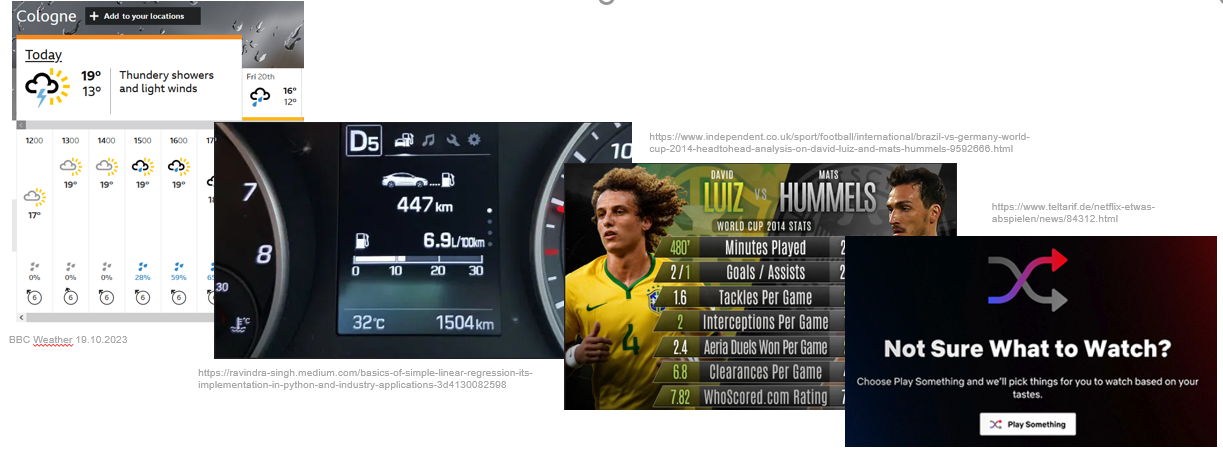 Cologne
+ Add to your locations
Today
19°
13°
Thundery showers
and light winds
Fri 20th
16°
12°
1200
1300
1400
1500
1600
17°
19°
19°
19°
19°
0%
0%
0%
28%
59%
6
6
6
6
6
6
BBC Weather 19.10.2023
D5
7
8
10
30
°C
447 km
6.9 L/100km
0 10 20 30
32°C
1504 km
https://ravindra-singh.medium.com/basics-of-simple-linear-regression-its-
implementation-in-python-and-industry-applications-3d4130082598
https://www.independent.co.uk/sport/football/international/brazil-vs-germany-world-
cup-2014-headtohead-analysis-on-david-luiz-and-mats-hummels-9592666.html
DAVID
LUIZ
VS
MATS
HUMMELS
WORLD CUP 2014 STATS
480' Minutes Played
2/1 Goals / Assists
1.6 Tackles Per Game
2 Interceptions Per Game
2.4 Aeria Duels Won Per Game
6.8 Clearances Per Game
7.82 WhoScored.com Rating
4
https://www.teltarif.de/netflix-etwas-
abspielen/news/84312.html
Not Sure What to Watch?
Choose Play Something and we'll pick things for you to watch based on your
tastes.
Play Something